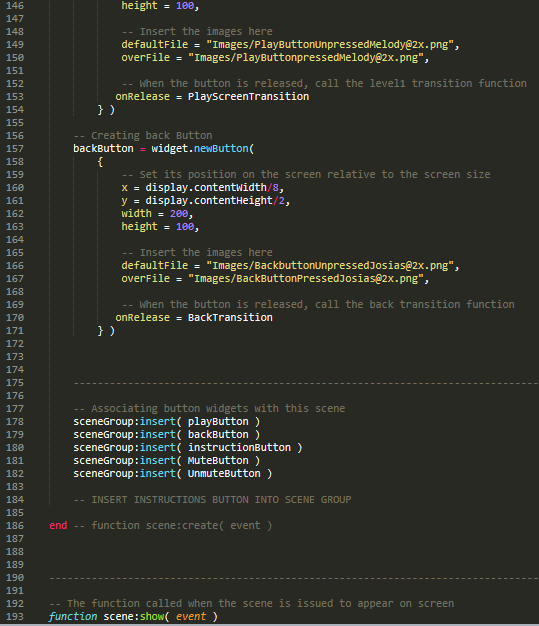 146 height = 100,
147
148 -- Insert the images here
149 defaultFile = "Images/PlayButtonUnpressedMelody@2x.png",
150 overFile = "Images/PlayButtonpressedMelody@2x.png",
151
152 -- When the button is released, call the level1 transition function
153 onRelease = PlayScreenTransition
154 } )
155
156 -- Creating back Button
157 backButton = widget.newButton(
158 {
159 -- Set its position on the screen relative to the screen size
160 x = display.contentWidth/8,
161 y = display.contentHeight/2,
162 width = 200,
163 height = 100,
164
165 -- Insert the images here
166 defaultFile = "Images/BackbuttonUnpressedJosias@2x.png",
167 overFile = "Images/BackButtonPressedJosias@2x.png",
168
169 -- When the button is released, call the back transition function
170 onRelease = BackTransition
171 } )
172
173
174
175 -----------------------------------------------------------------------------
176
177 -- Associating button widgets with this scene
178 sceneGroup:insert( playButton )
179 sceneGroup:insert( backButton )
180 sceneGroup:insert( instructionButton )
181 sceneGroup:insert( MuteButton )
182 sceneGroup:insert( UnmuteButton )
183
184 -- INSERT INSTRUCTIONS BUTTON INTO SCENE GROUP
185
186 end -- function scene:create( event )
187
188
189
190 ---------------------------------------------------------------------------------
191
192 -- The function called when the scene is issued to appear on screen
193 function scene:show( event )